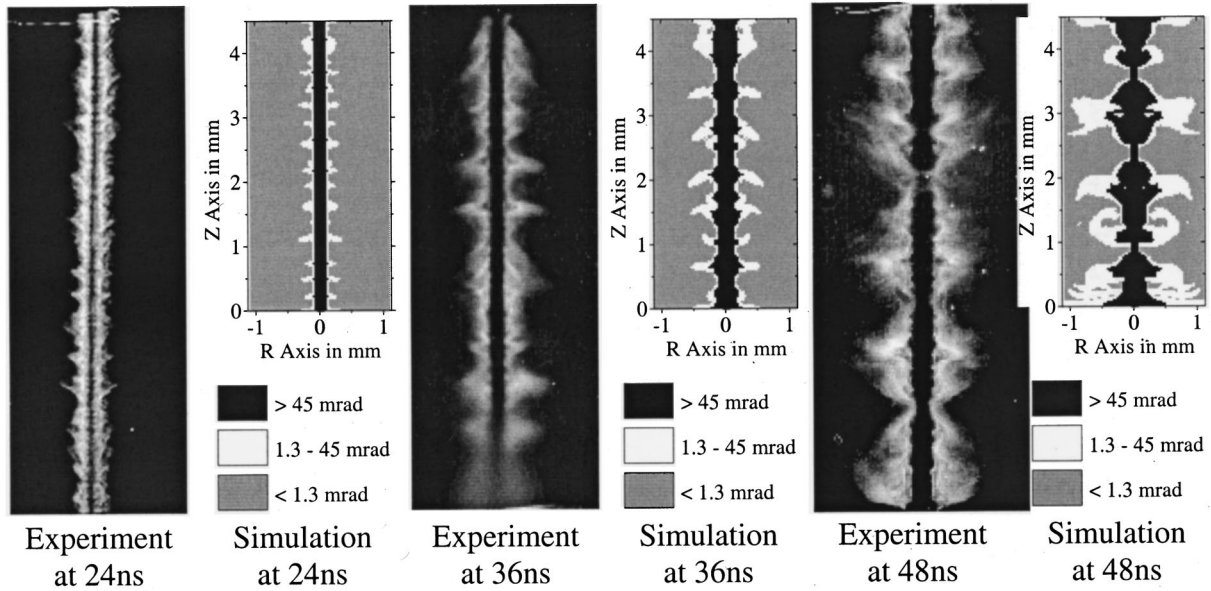 4
3
2
1
0
Z Axis in mm
-1 0 1
R Axis in mm
> 45 mrad
1.3 - 45 mrad
< 1.3 mrad
4
3
2
1
0
Z Axis in mm
-1 0 1
R Axis in mm
> 45 mrad
1.3 - 45 mrad
< 1.3 mrad
4
3
2
1
0
Z Axis in mm
-1 0 1
R Axis in mm
> 45 mrad
1.3 - 45 mrad
< 1.3 mrad
Experiment
at 24ns
Simulation
at 24ns
Experiment
at 36ns
Simulation
at 36ns
Experiment
at 48ns
Simulation
at 48ns